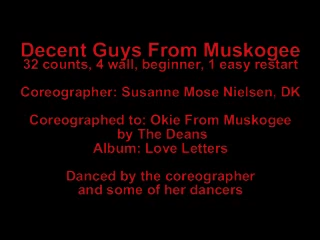 Decent Guys From Muskogee
32 counts, 4 wall, beginner, 1 easy restart
Coreographer: Susanne Mose Nielsen, DK
Coreographed to: Okie From Muskogee
by The Deans
Album: Love Letters
Danced by the coreographer
and some of her dancers